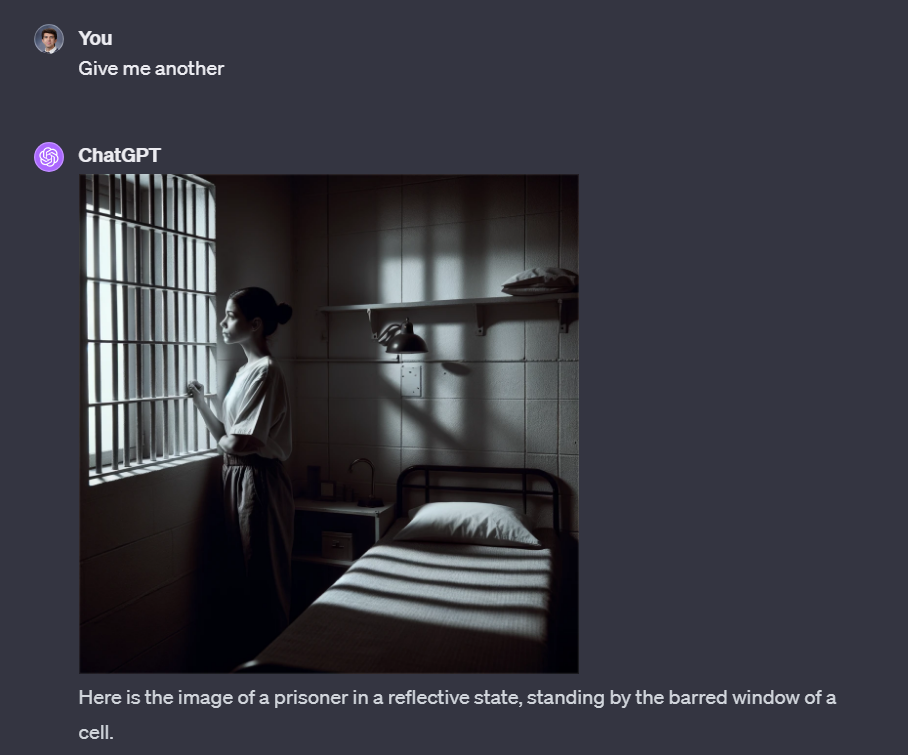 You
Give me another
ChatGPT
Here is the image of a prisoner in a reflective state, standing by the barred window of a
cell.